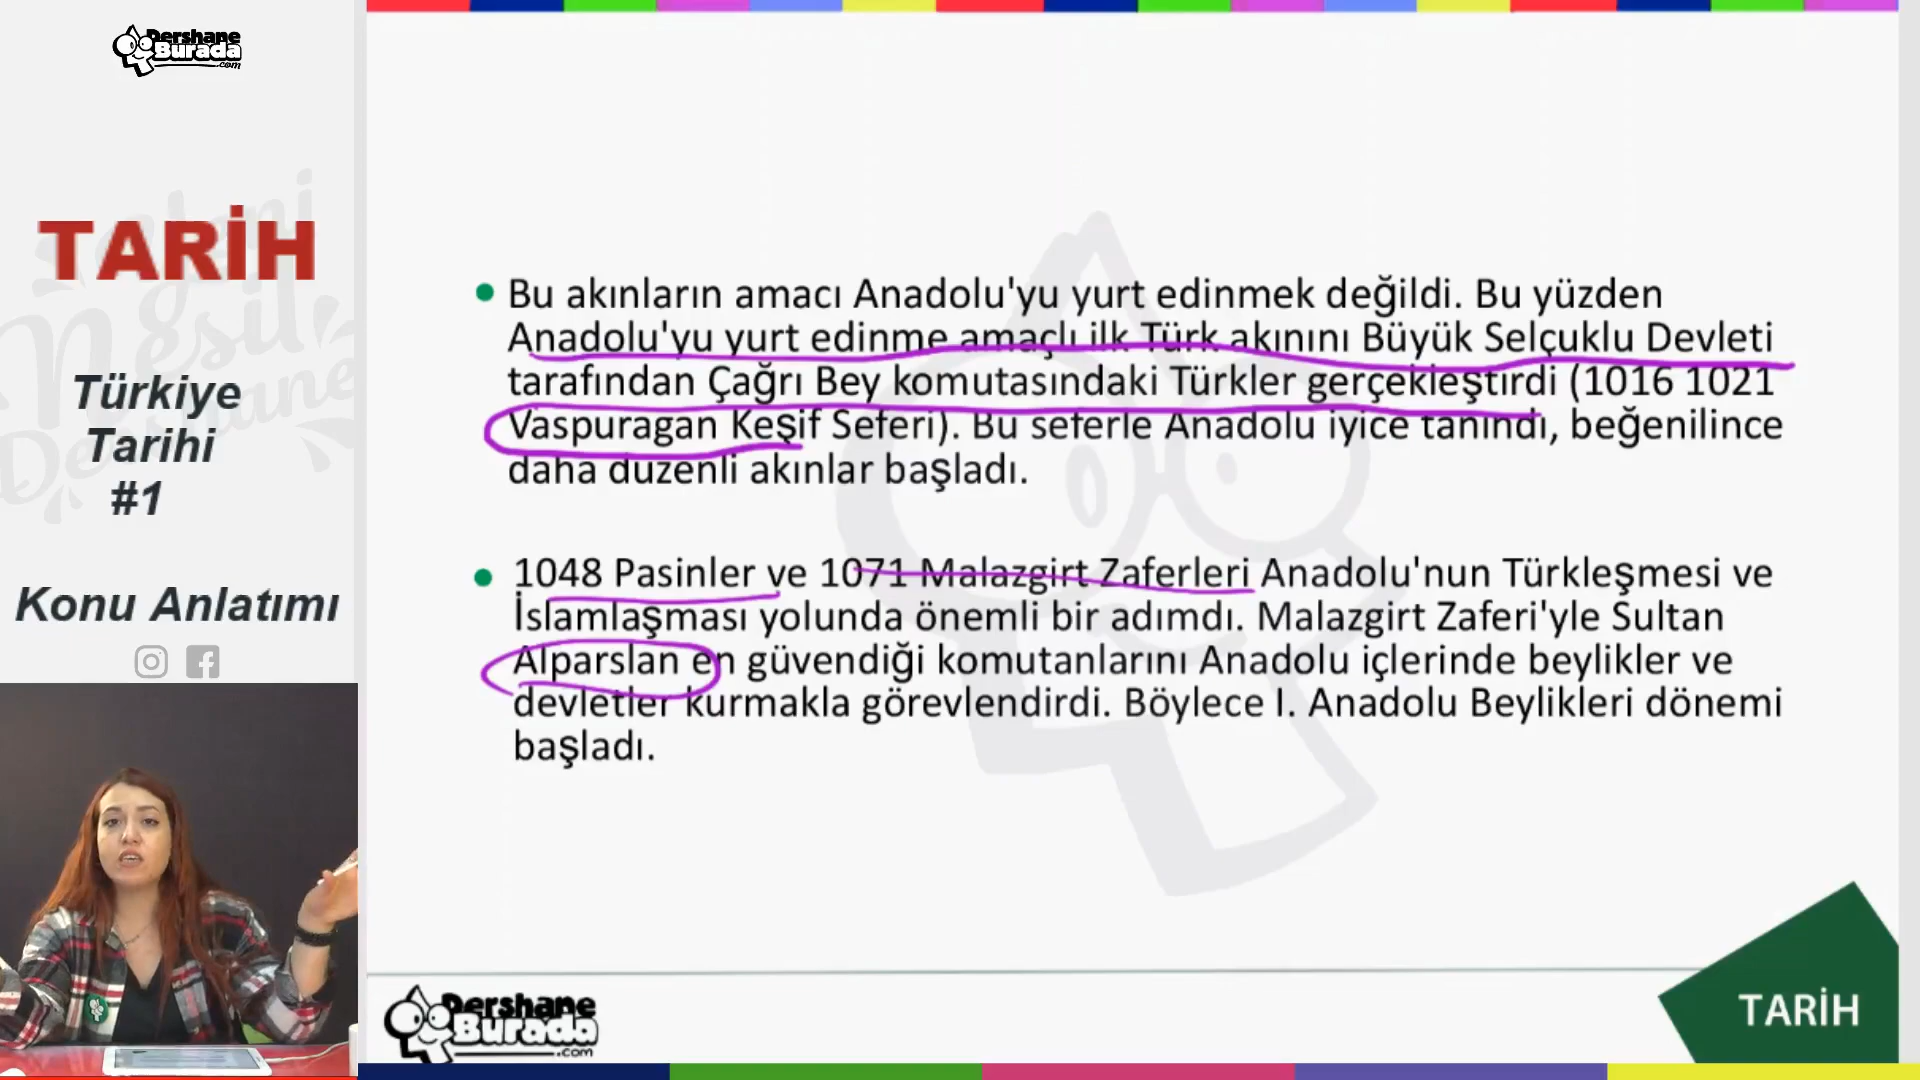 Dershane
Burada
.com
TARİH
Türkiye
Tarihi
#1
Konu Anlatımı
Yeni
Nesil
Dershane
Bu akınların amacı Anadolu'yu yurt edinmek değildi. Bu yüzden
Anadolu'yu yurt edinme amaçlı ilk Türk akınını Büyük Selçuklu Devleti
tarafından Çağrı Bey komutasındaki Türkler gerçekleştirdi (1016 1021
Vaspuragan Keşif Seferi). Bu seferle Anadolu iyice tanındı, beğenilince
daha düzenli akınlar başladı.
1048 Pasinler ve 1071 Malazgirt Zaferleri Anadolu'nun Türkleşmesi ve
İslamlaşması yolunda önemli bir adımdı. Malazgirt Zaferi'yle Sultan
Alparslan en güvendiği komutanlarını Anadolu içlerinde beylikler ve
devletler kurmakla görevlendirdi. Böylece I. Anadolu Beylikleri dönemi
başladı.
Dershane
Burada
.com
TARİH